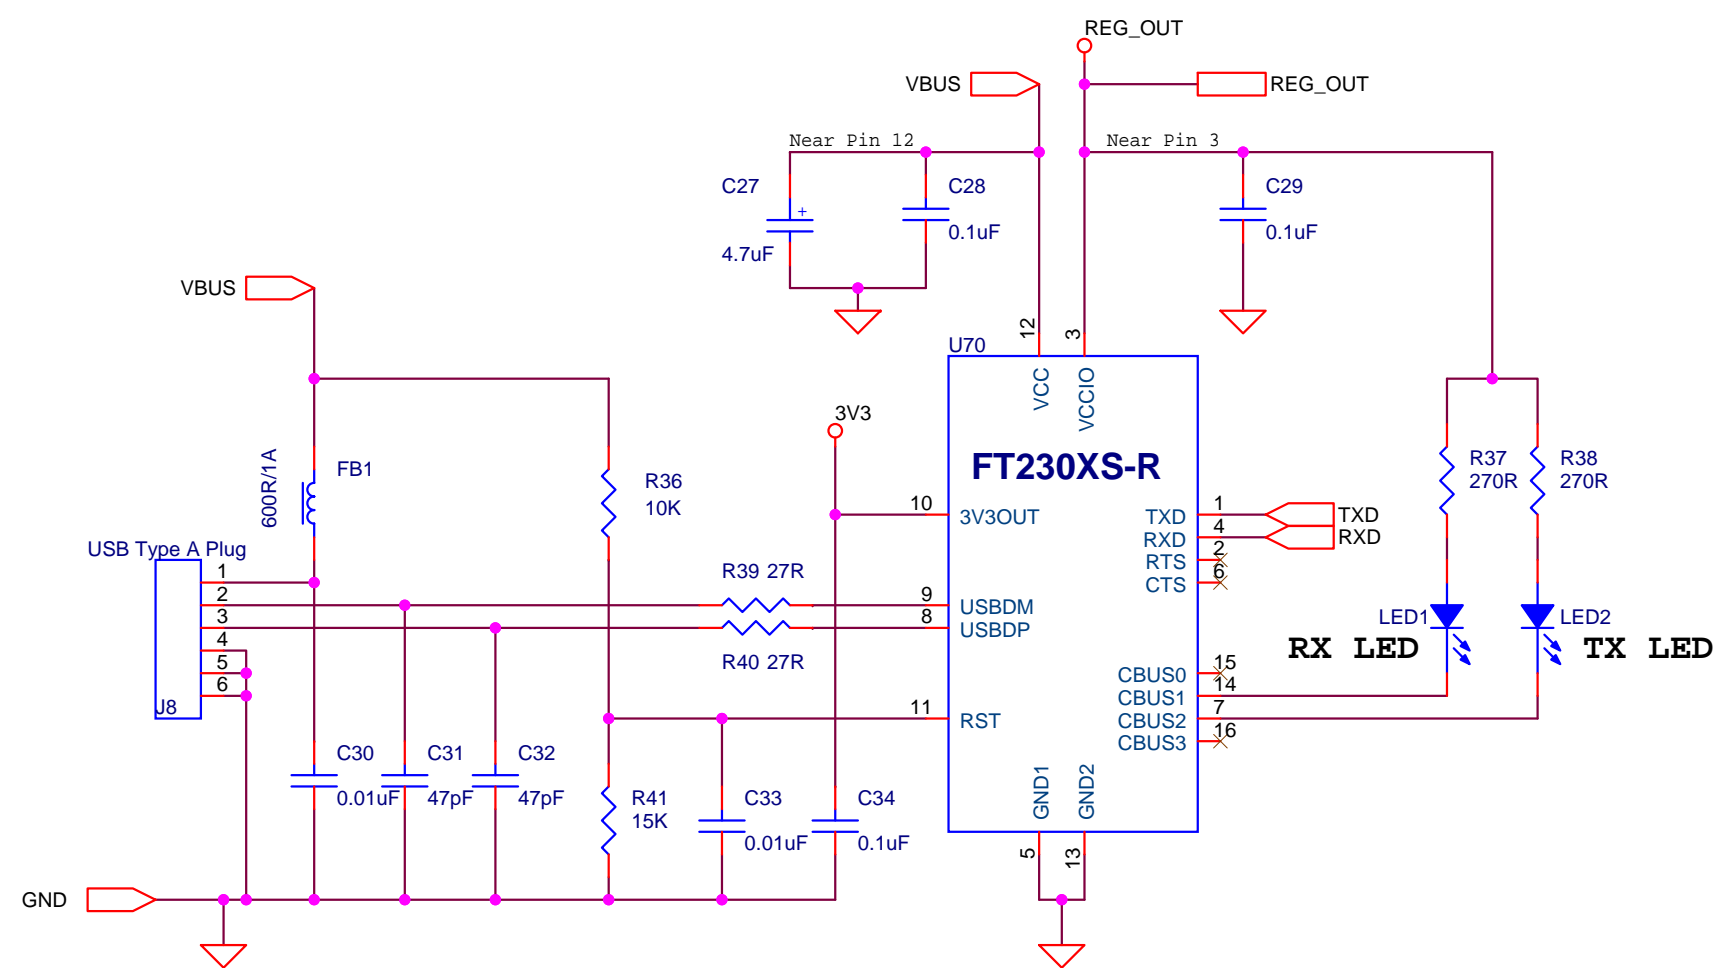 REG_OUT
VBUS
REG_OUT
Near Pin 12
Near Pin 3
C27
+
4.7uF
C28
0.1uF
C29
0.1uF
VBUS
12
3
U70
VCC
VCCIO
3V3
FT230XS-R
600R/1A
FB1
R36
10K
R37
270R
R38
270R
10
3V3OUT
TXD
1
TXD
RXD
4
RXD
RTS
2
CTS
6
USB Type A Plug
1
2
3
4
5
6
J8
R39 27R
9
USBDM
8
USBDP
R40 27R
LED1
RX LED
LED2
TX LED
CBUS0
15
CBUS1
14
CBUS2
7
CBUS3
16
11
RST
C30
0.01uF
C31
47pF
C32
47pF
R41
15K
C33
0.01uF
C34
0.1uF
GND1
GND2
5
13
GND